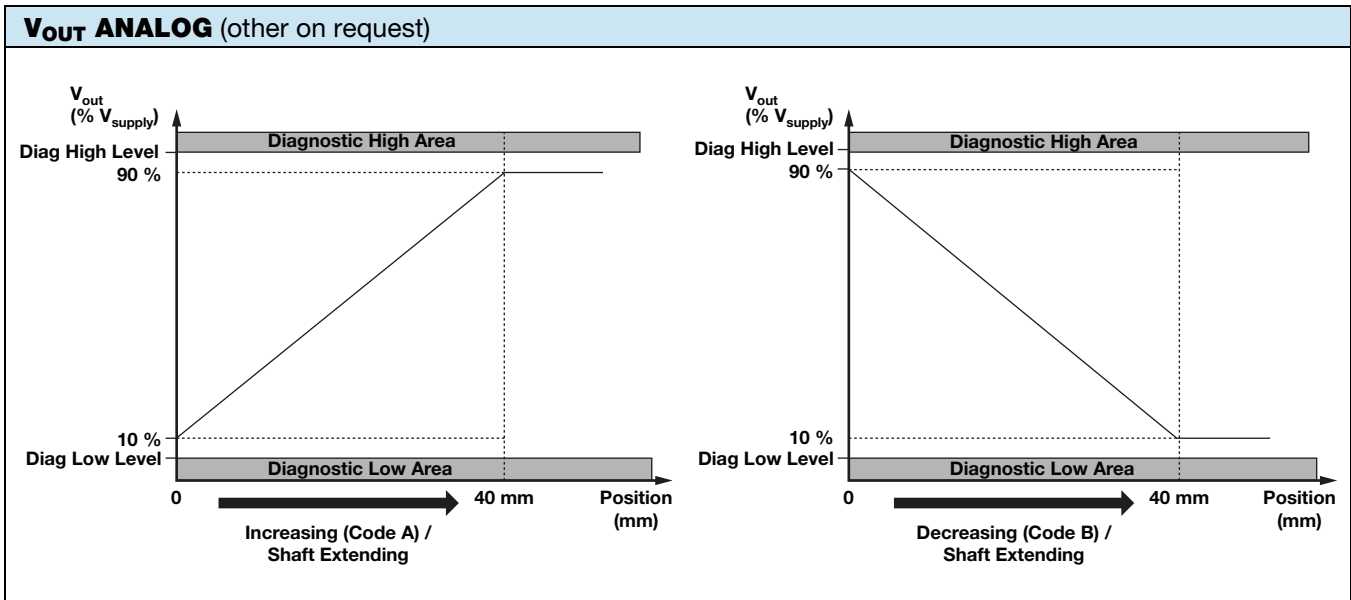 VOUT ANALOG (other on request)
Vout
(% Vsupply)
Diag High Level
Diagnostic High Area
90 %
10 %
Diag Low Level
Diagnostic Low Area
0
40 mm
Position
(mm)
Increasing (Code A) /
Shaft Extending
Vout
(% Vsupply)
Diag High Level
Diagnostic High Area
90 %
10 %
Diag Low Level
Diagnostic Low Area
0
40 mm
Position
(mm)
Decreasing (Code B) /
Shaft Extending